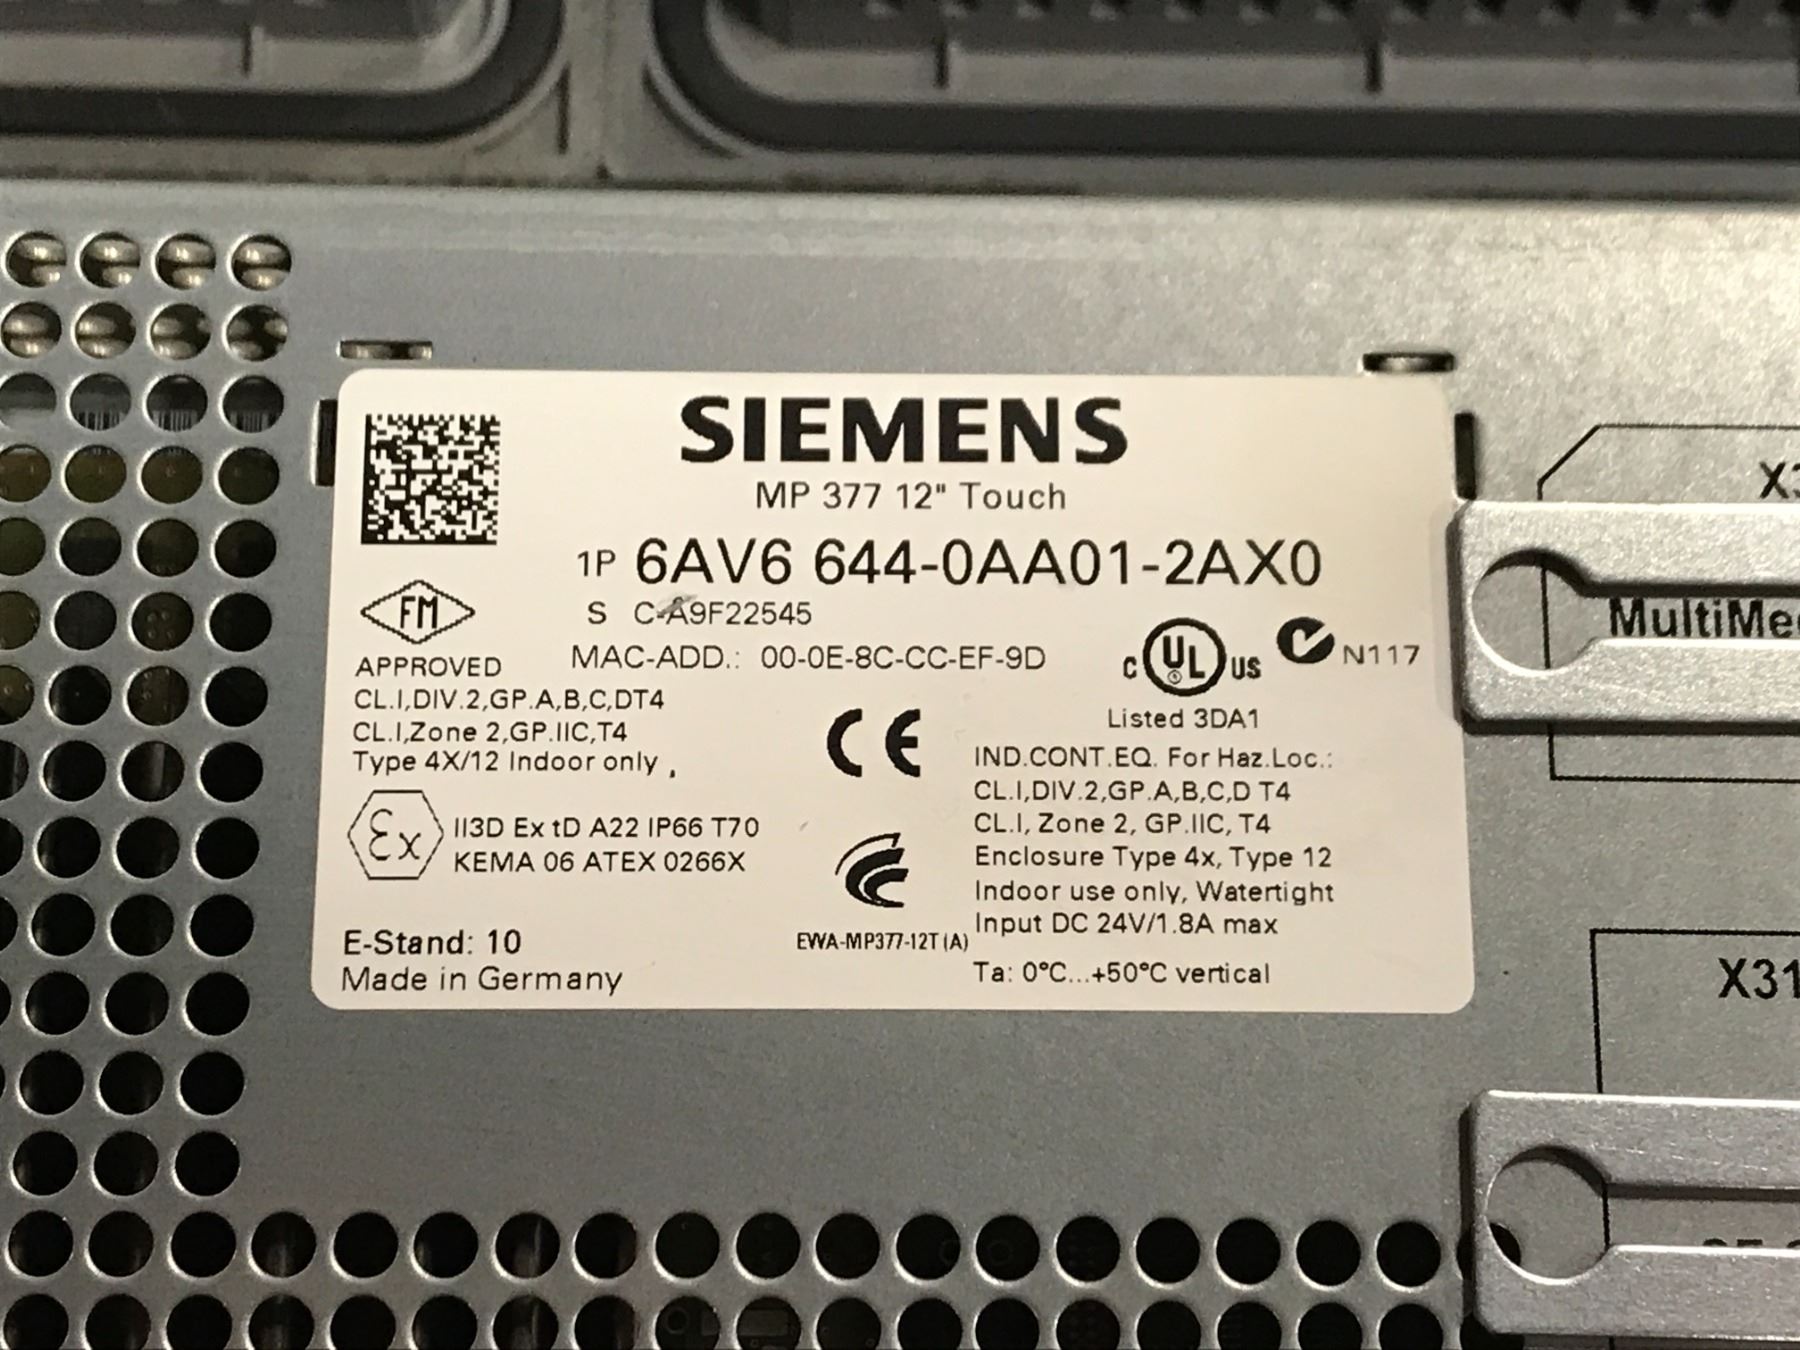 SIEMENS
MP 377 12" Touch
1P 6AV6 644-0AA01-2AX0
S C-A9F22545
MAC-ADD.: 00-0E-8C-CC-EF-9D
FM
APPROVED
CL.I,DIV.2,GP.A,B,C,DT4
CL.I,Zone 2,GP.IIC,T4
Type 4X/12 Indoor only ,
Ex II3D Ex tD A22 IP66 T70
KEMA 06 ATEX 0266X
E-Stand: 10
Made in Germany
CE
EWA-MP377-12T(A)
C UL US N117
Listed 3DA1
IND.CONT.EQ. For Haz.Loc.:
CL.I,DIV.2,GP.A,B,C,D T4
CL.I, Zone 2, GP.IIC, T4
Enclosure Type 4x, Type 12
Indoor use only, Watertight
Input DC 24V/1.8A max
Ta: 0°C...+50°C vertical
MultiMe
X31